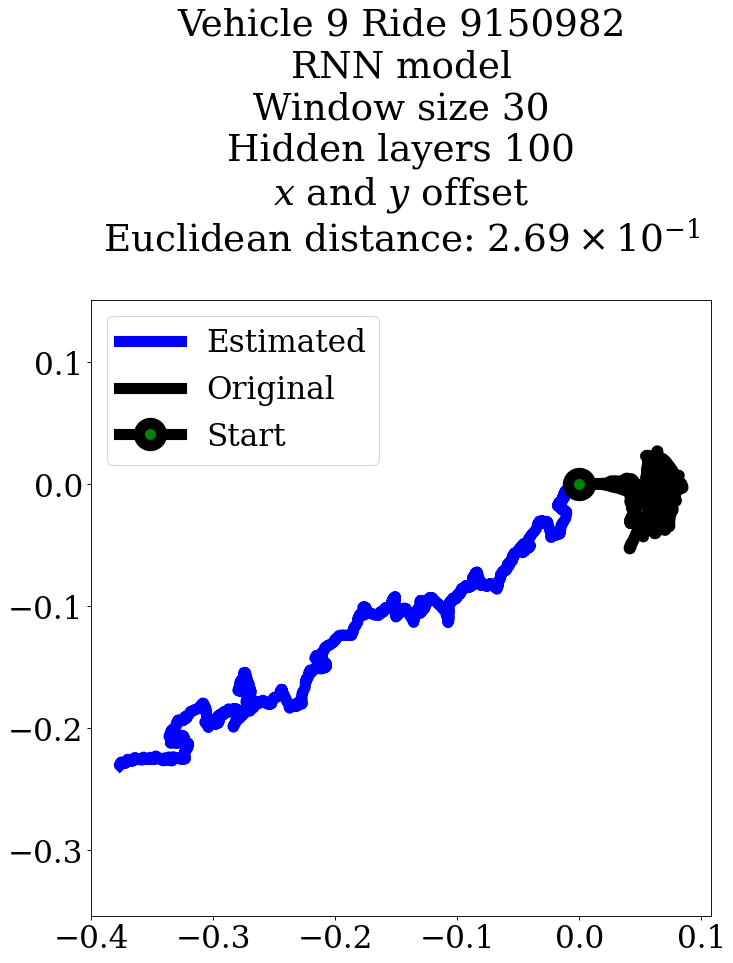 Vehicle 9 Ride 9150982
RNN model
Window size 30
Hidden layers 100
x and y offset
Euclidean distance: 2.69 × 10⁻¹
Estimated
Original
Start
0.1
0.0
−0.1
−0.2
−0.3
−0.4 −0.3 −0.2 −0.1 0.0 0.1